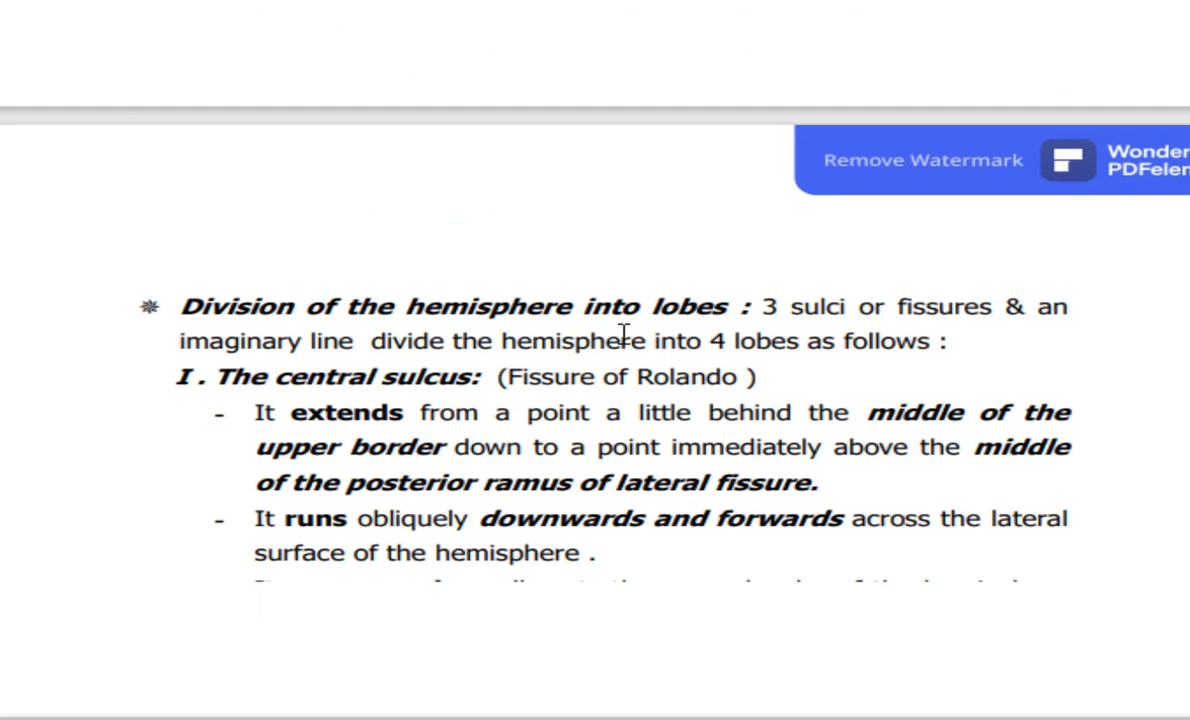 Remove Watermark
Wonder
PDFelem
✵ Division of the hemisphere into lobes : 3 sulci or fissures & an
imaginary line divide the hemisphere into 4 lobes as follows :
I . The central sulcus: (Fissure of Rolando )
- It extends from a point a little behind the middle of the
upper border down to a point immediately above the middle
of the posterior ramus of lateral fissure.
- It runs obliquely downwards and forwards across the lateral
surface of the hemisphere .